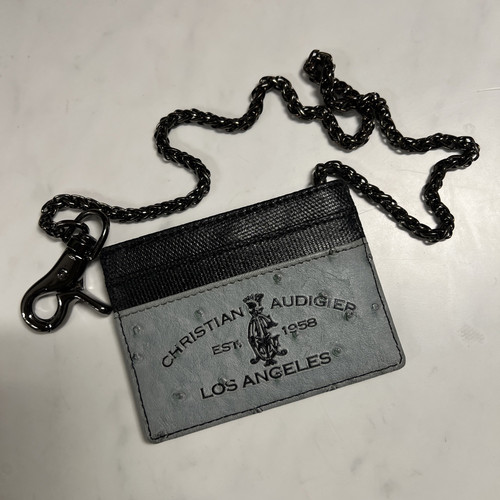 CHRISTIAN AUDIGIER
EST. 1958
LOS ANGELES